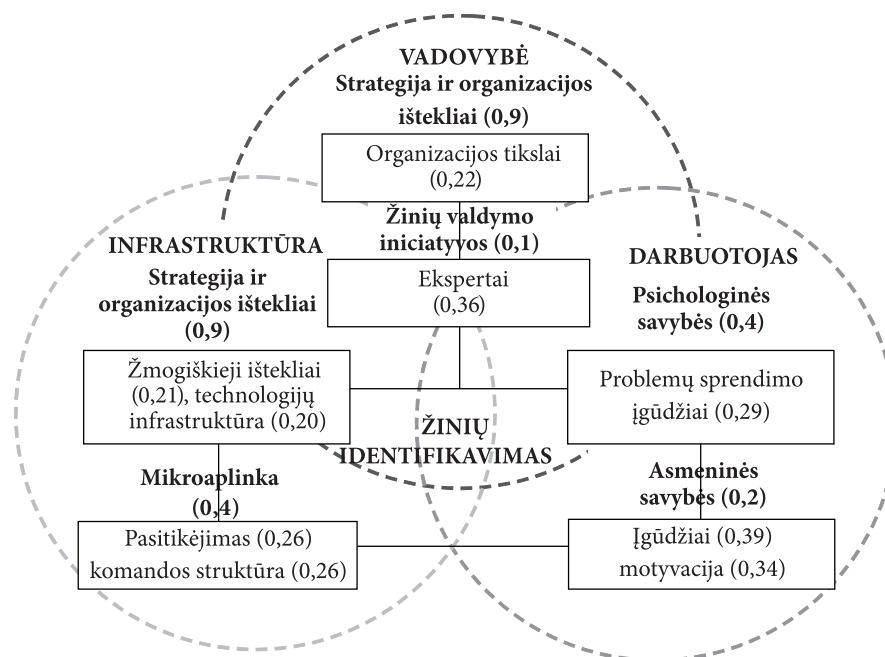 VADOVYBĖ
Strategija ir organizacijos
ištekliai (0,9)
Organizacijos tikslai
(0,22)
Žinių valdymo
iniciatyvos (0,1)
Ekspertai
(0,36)
INFRASTRUKTŪRA
Strategija ir
organizacijos ištekliai
(0,9)
Žmogiškieji ištekliai
(0,21), technologijų
infrastruktūra (0,20)
Mikroaplinka
(0,4)
Pasitikėjimas (0,26)
komandos struktūra (0,26)
ŽINIŲ
IDENTIFIKAVIMAS
DARBUOTOJAS
Psichologinės
savybės (0,4)
Problemų sprendimo
įgūdžiai (0,29)
Asmeninės
savybės (0,2)
Įgūdžiai (0,39)
motyvacija (0,34)